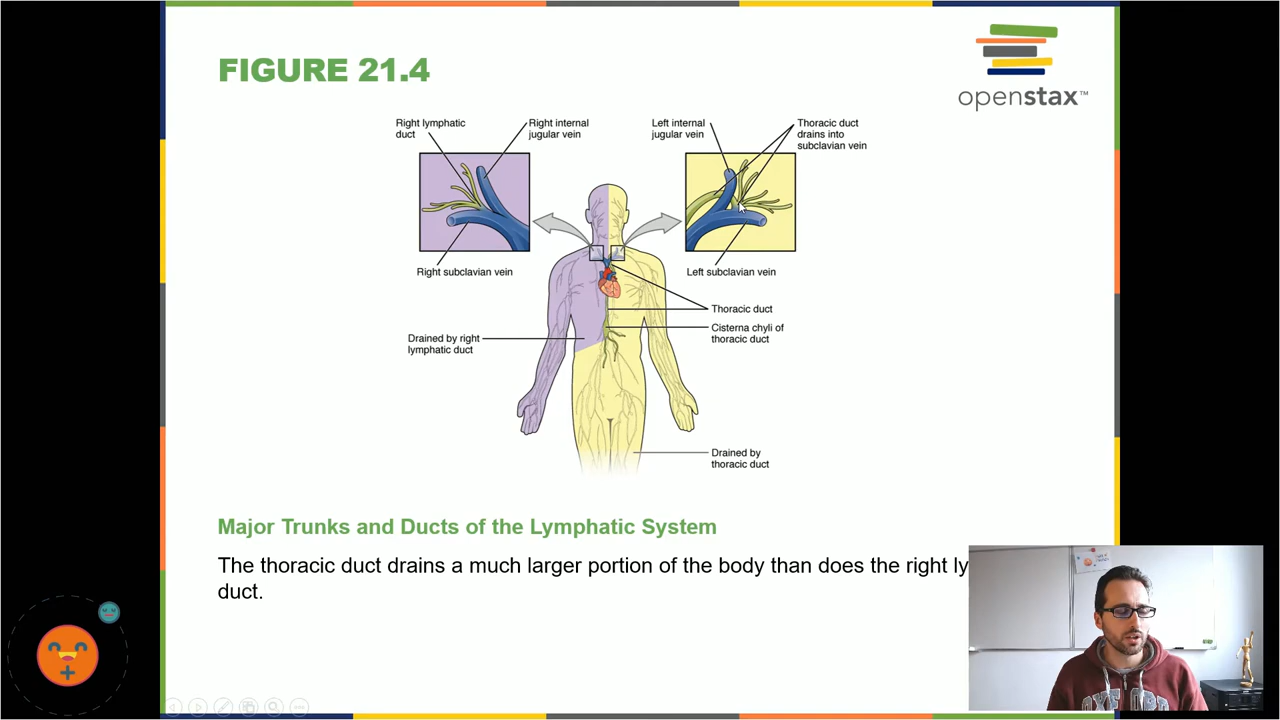 FIGURE 21.4
openstax™
Right lymphatic
duct
Right internal
jugular vein
Left internal
jugular vein
Thoracic duct
drains into
subclavian vein
Right subclavian vein
Left subclavian vein
Thoracic duct
Cisterna chyli of
thoracic duct
Drained by right
lymphatic duct
Drained by
thoracic duct
Major Trunks and Ducts of the Lymphatic System
The thoracic duct drains a much larger portion of the body than does the right ly
duct.